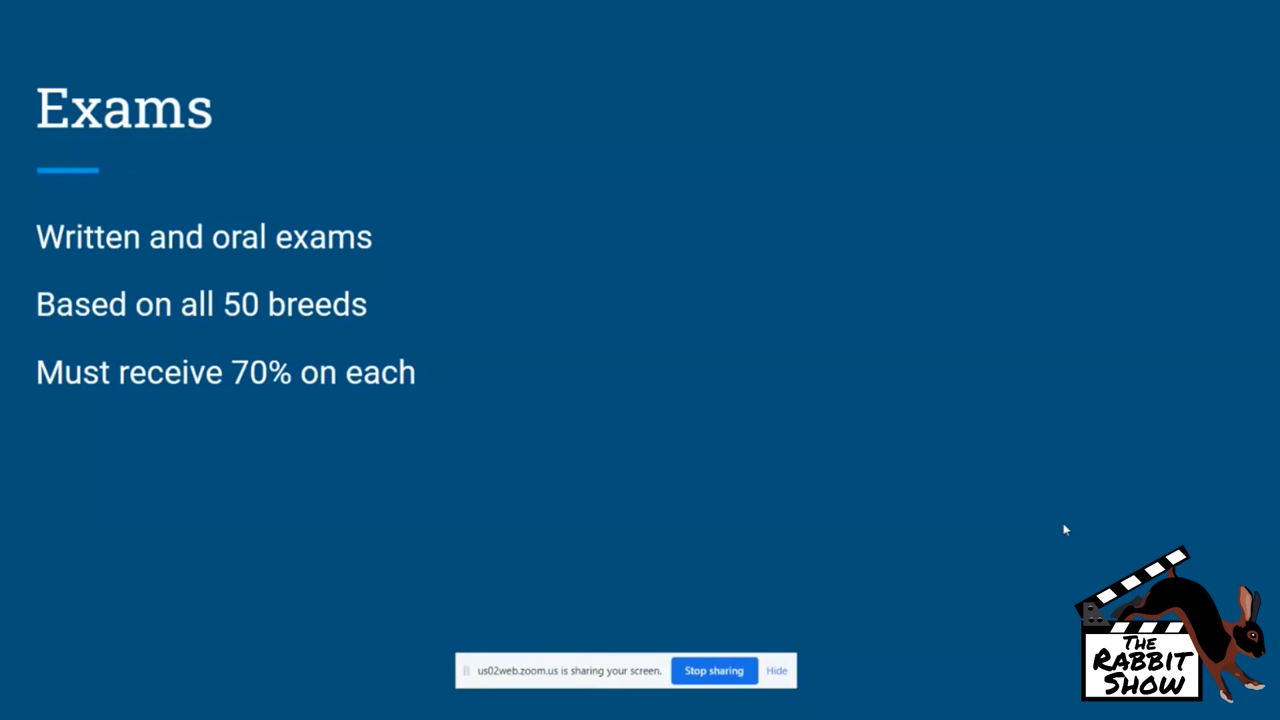 Exams
Written and oral exams
Based on all 50 breeds
Must receive 70% on each
us02web.zoom.us is sharing your screen.
Stop sharing
Hide
THE
RABBIT
SHOW